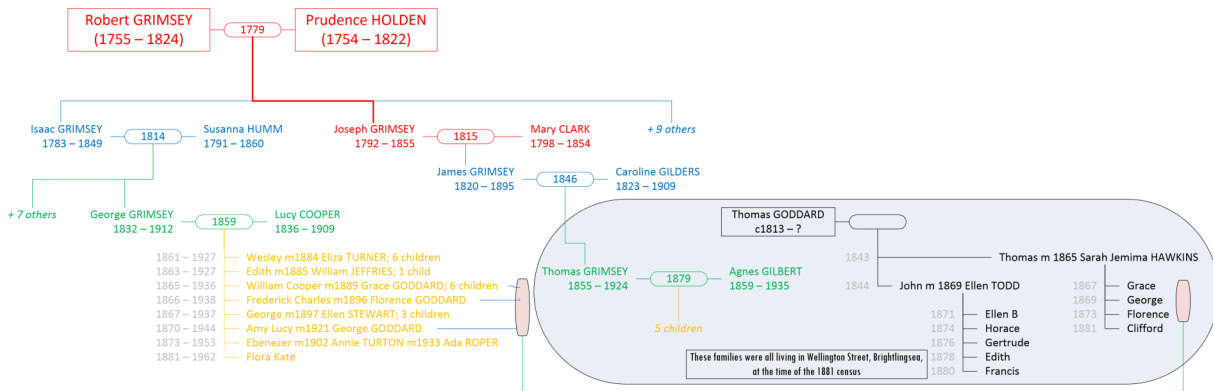 Robert GRIMSEY
(1755 – 1824)
1779
Prudence HOLDEN
(1754 – 1822)
Isaac GRIMSEY
1783 – 1849
1814
Susanna HUMM
1791 – 1860
Joseph GRIMSEY
1792 – 1855
1815
Mary CLARK
1798 – 1854
+ 9 others
James GRIMSEY
1820 – 1895
1846
Caroline GILDERS
1823 – 1909
+ 7 others
George GRIMSEY
1832 – 1912
1859
Lucy COOPER
1836 – 1909
1861 – 1927 Wesley m1884 Eliza TURNER; 6 children
1863 – 1927 Edith m1885 William JEFFRIES; 1 child
1865 – 1936 William Cooper m1889 Grace GODDARD; 6 children
1866 – 1938 Frederick Charles m1896 Florence GODDARD
1867 – 1937 George m1897 Ellen STEWART; 3 children
1870 – 1944 Amy Lucy m1921 George GODDARD
1873 – 1953 Ebenezer m1902 Annie TURTON m1933 Ada ROPER
1881 – 1962 Flora Kate
Thomas GRIMSEY
1855 – 1924
1879
Agnes GILBERT
1859 – 1935
5 children
Thomas GODDARD
c1813 – ?
1843 Thomas m 1865 Sarah Jemima HAWKINS
1844 John m 1869 Ellen TODD
1867 Grace
1869 George
1873 Florence
1881 Clifford
1871 Ellen B
1874 Horace
1876 Gertrude
1878 Edith
1880 Francis
These families were all living in Wellington Street, Brightlingsea,
at the time of the 1881 census